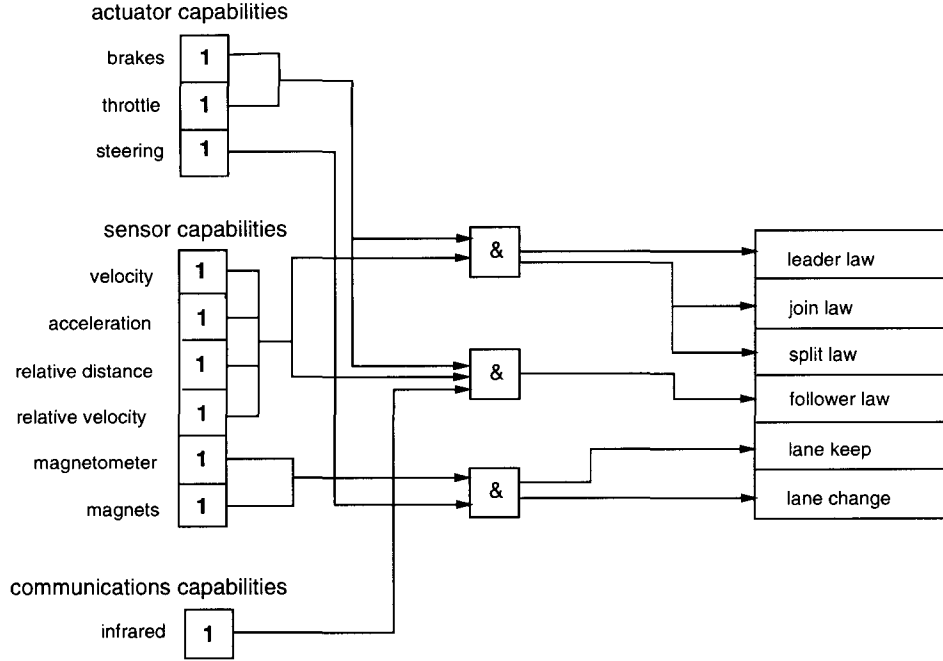 actuator capabilities
brakes 1
throttle 1
steering 1
sensor capabilities
velocity 1
acceleration 1
relative distance 1
relative velocity 1
magnetometer 1
magnets 1
communications capabilities
infrared 1
&
&
&
leader law
join law
split law
follower law
lane keep
lane change